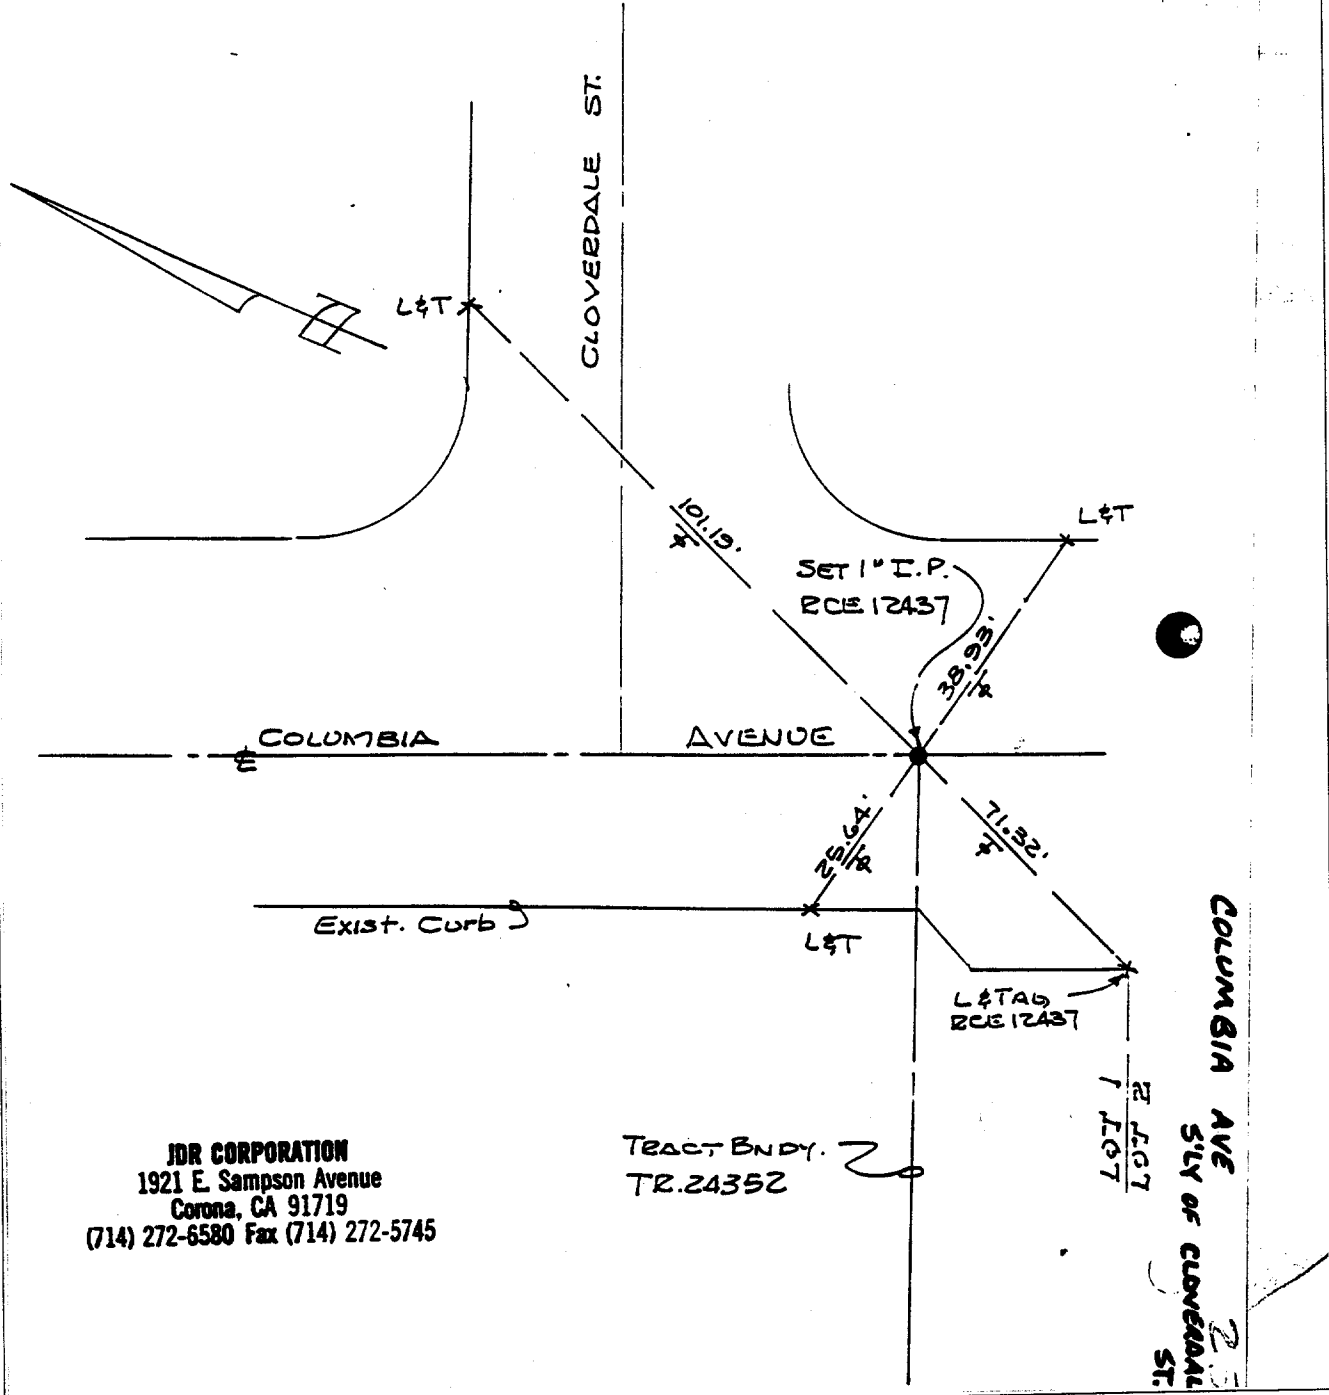 CLOVERDALE ST.
L&T
101.19'
L&T
SET 1" I.P.
RCE 12437
38.93'
COLUMBIA AVENUE
℄
25.64'
71.32'
Exist. Curb
L&T
L&TAG
RCE 12437
LOT 2
LOT 1
TRACT BNDY.
TR.24352
JDR CORPORATION
1921 E. Sampson Avenue
Corona, CA 91719
(714) 272-6580 Fax (714) 272-5745
COLUMBIA AVE
S'LY OF CLOVERDAL
ST.